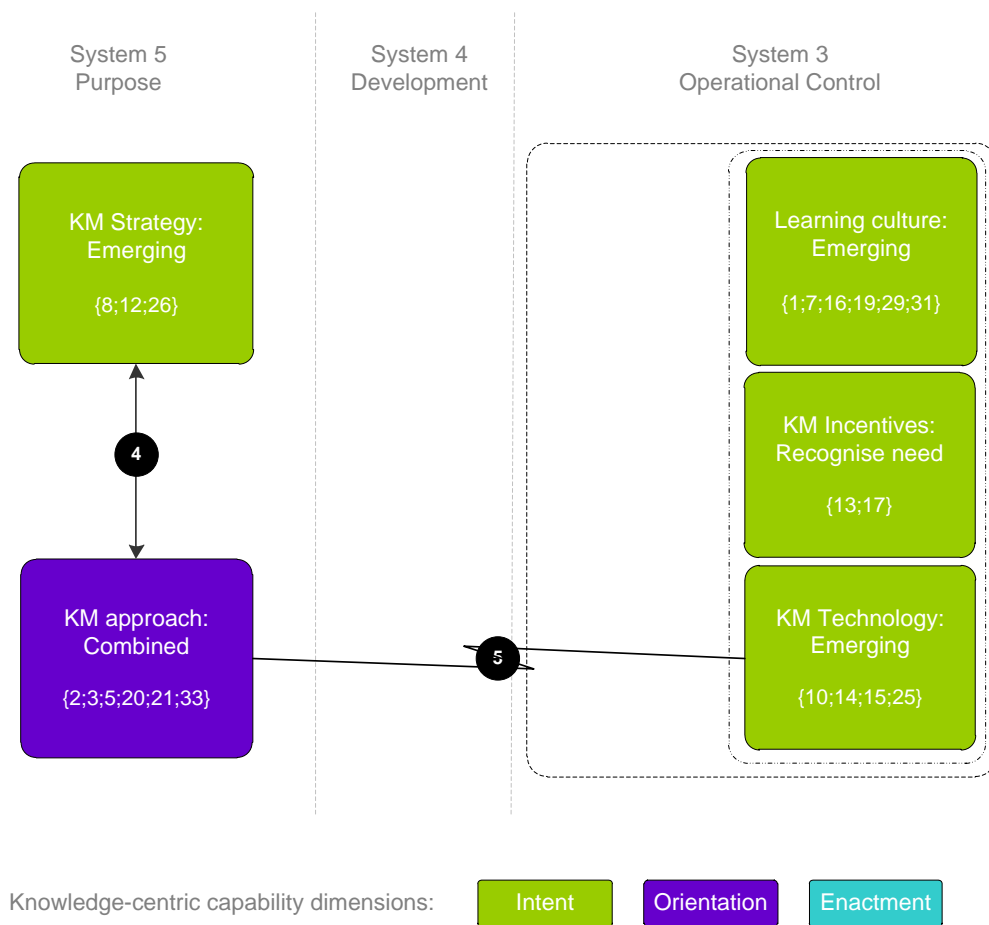 System 5
Purpose
System 4
Development
System 3
Operational Control
KM Strategy:
Emerging
{8;12;26}
Learning culture:
Emerging
{1;7;16;19;29;31}
4
KM Incentives:
Recognise need
{13;17}
KM approach:
Combined
{2;3;5;20;21;33}
5
KM Technology:
Emerging
{10;14;15;25}
Knowledge-centric capability dimensions:
Intent
Orientation
Enactment